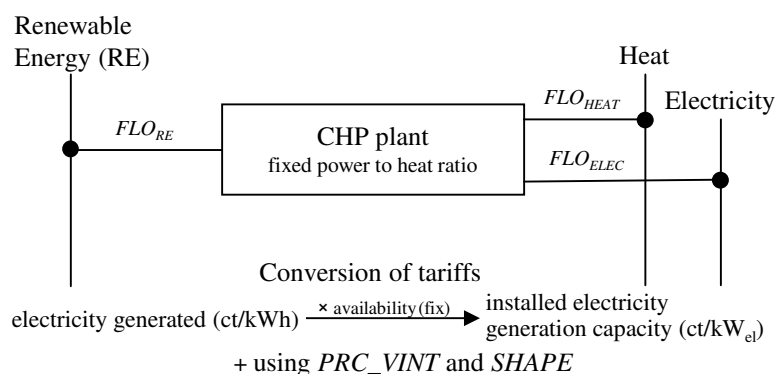 Renewable
Energy (RE)
Heat
Electricity
FLO_RE
CHP plant
fixed power to heat ratio
FLO_HEAT
FLO_ELEC
Conversion of tariffs
electricity generated (ct/kWh)
× availability (fix)
installed electricity
generation capacity (ct/kW_el)
+ using PRC_VINT and SHAPE